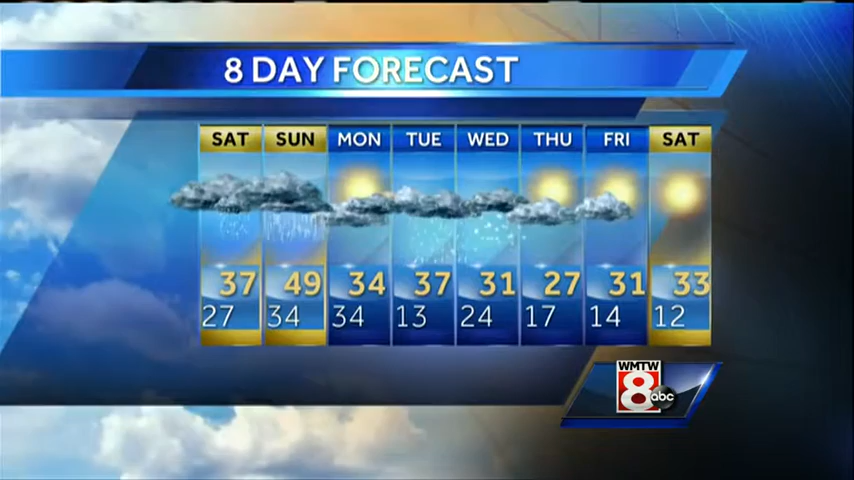 8 DAY FORECAST
SAT SUN MON TUE WED THU FRI SAT
37 49 34 37 31 27 31 33
27 34 34 13 24 17 14 12
WMTW
8 abc